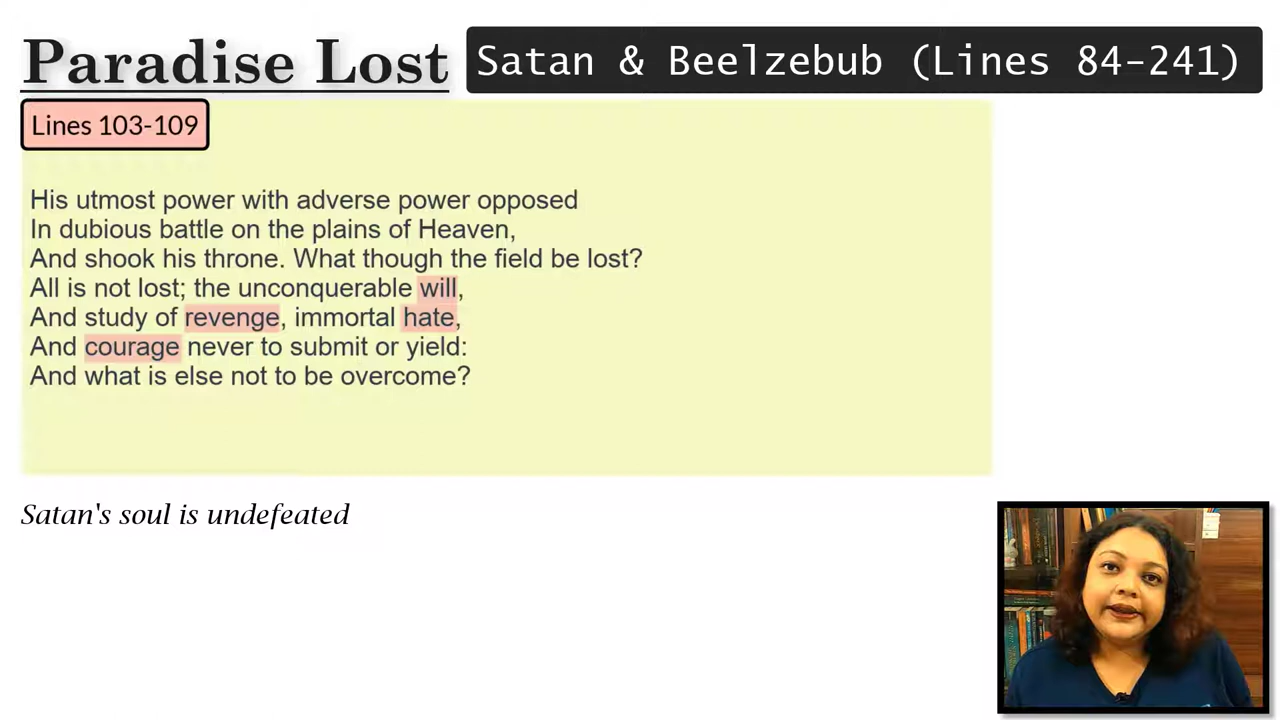 Paradise Lost
Satan & Beelzebub (Lines 84–241)
Lines 103-109
His utmost power with adverse power opposed
In dubious battle on the plains of Heaven,
And shook his throne. What though the field be lost?
All is not lost; the unconquerable will,
And study of revenge, immortal hate,
And courage never to submit or yield:
And what is else not to be overcome?
Satan's soul is undefeated